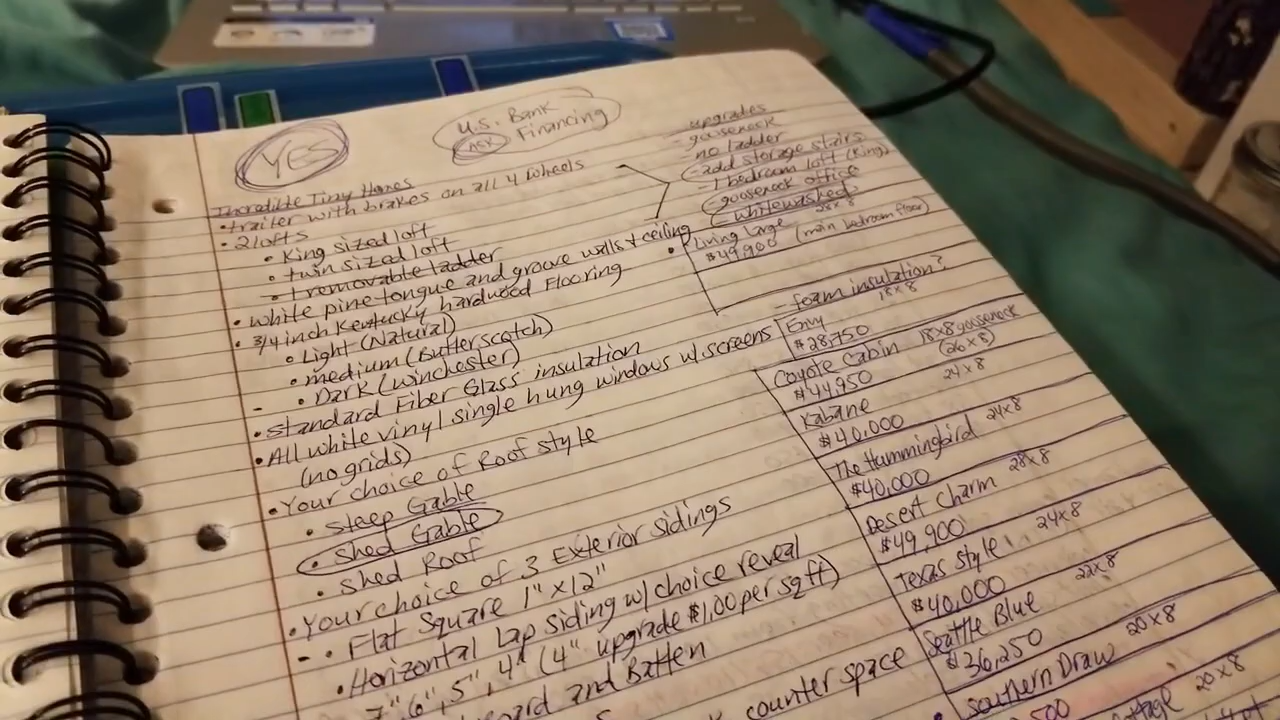 YES
U.S. Bank
ASK Financing
Incredible Tiny Homes
• trailer with brakes on all 4 wheels
• 2 lofts
• King sized loft
• twin sized loft
- 1 removable ladder
• white pine tongue and groove walls + ceiling
• 3/4 inch Kentucky hardwood Flooring
• Light (Natural)
• medium (Butterscotch)
- • Dark (Winchester)
• standard Fiber Glass insulation
• All white vinyl single hung windows w/ screens
(no grids)
• Your choice of Roof style
• Steep Gable
• Shed Gable
• Shed Roof
• Your choice of 3 Exterior sidings
- • Flat Square 1" x 12"
• Horizontal Lap siding w/ choice reveal
7" 6", 5", 4" (4" upgrade $1.00 per sq ft)
and Batten
counter space
upgrades
- gooseneck
- no ladder
- add storage stairs
- 1 bedroom loft (King)
- gooseneck office
- whitewashed
28x8
• Living Large (main bedroom floor)
$49,900
- foam insulation?
18x8
Envy
$28,750
Coyote Cabin 18x8 gooseneck
$44,950 (26x8)
24x8
Kabane
$40,000
The Hummingbird 24x8
$40,000
Desert Charm 28x8
$49,900
Texas Style 24x8
$40,000
Seattle Blue 22x8
$36,250
Southern Draw 20x8
500
20x8